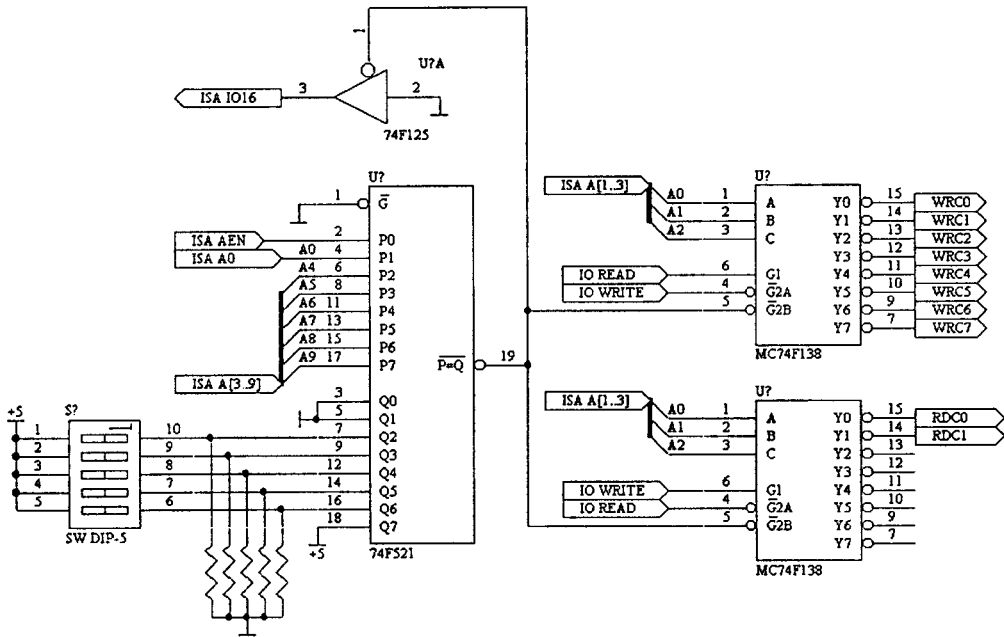 1
U?A
ISA IO16
3
2
74F125
U?
1
G
ISA AEN
2
P0
ISA A0
A0
4
P1
A4
6
P2
A5
8
P3
A6
11
P4
A7
13
P5
A8
15
P6
A9
17
P7
ISA A[3..9]
P=Q
19
3
Q0
5
Q1
7
Q2
9
Q3
12
Q4
14
Q5
16
Q6
18
Q7
+5
74F521
+5
S?
1
10
2
9
3
8
4
7
5
6
SW DIP-5
U?
ISA A[1..3]
A0
1
A
A1
2
B
A2
3
C
IO READ
6
G1
IO WRITE
4
G2A
5
G2B
Y0
15
WRC0
Y1
14
WRC1
Y2
13
WRC2
Y3
12
WRC3
Y4
11
WRC4
Y5
10
WRC5
Y6
9
WRC6
Y7
7
WRC7
MC74F138
U?
ISA A[1..3]
A0
1
A
A1
2
B
A2
3
C
IO WRITE
6
G1
IO READ
4
G2A
5
G2B
Y0
15
RDC0
Y1
14
RDC1
Y2
13
Y3
12
Y4
11
Y5
10
Y6
9
Y7
7
MC74F138